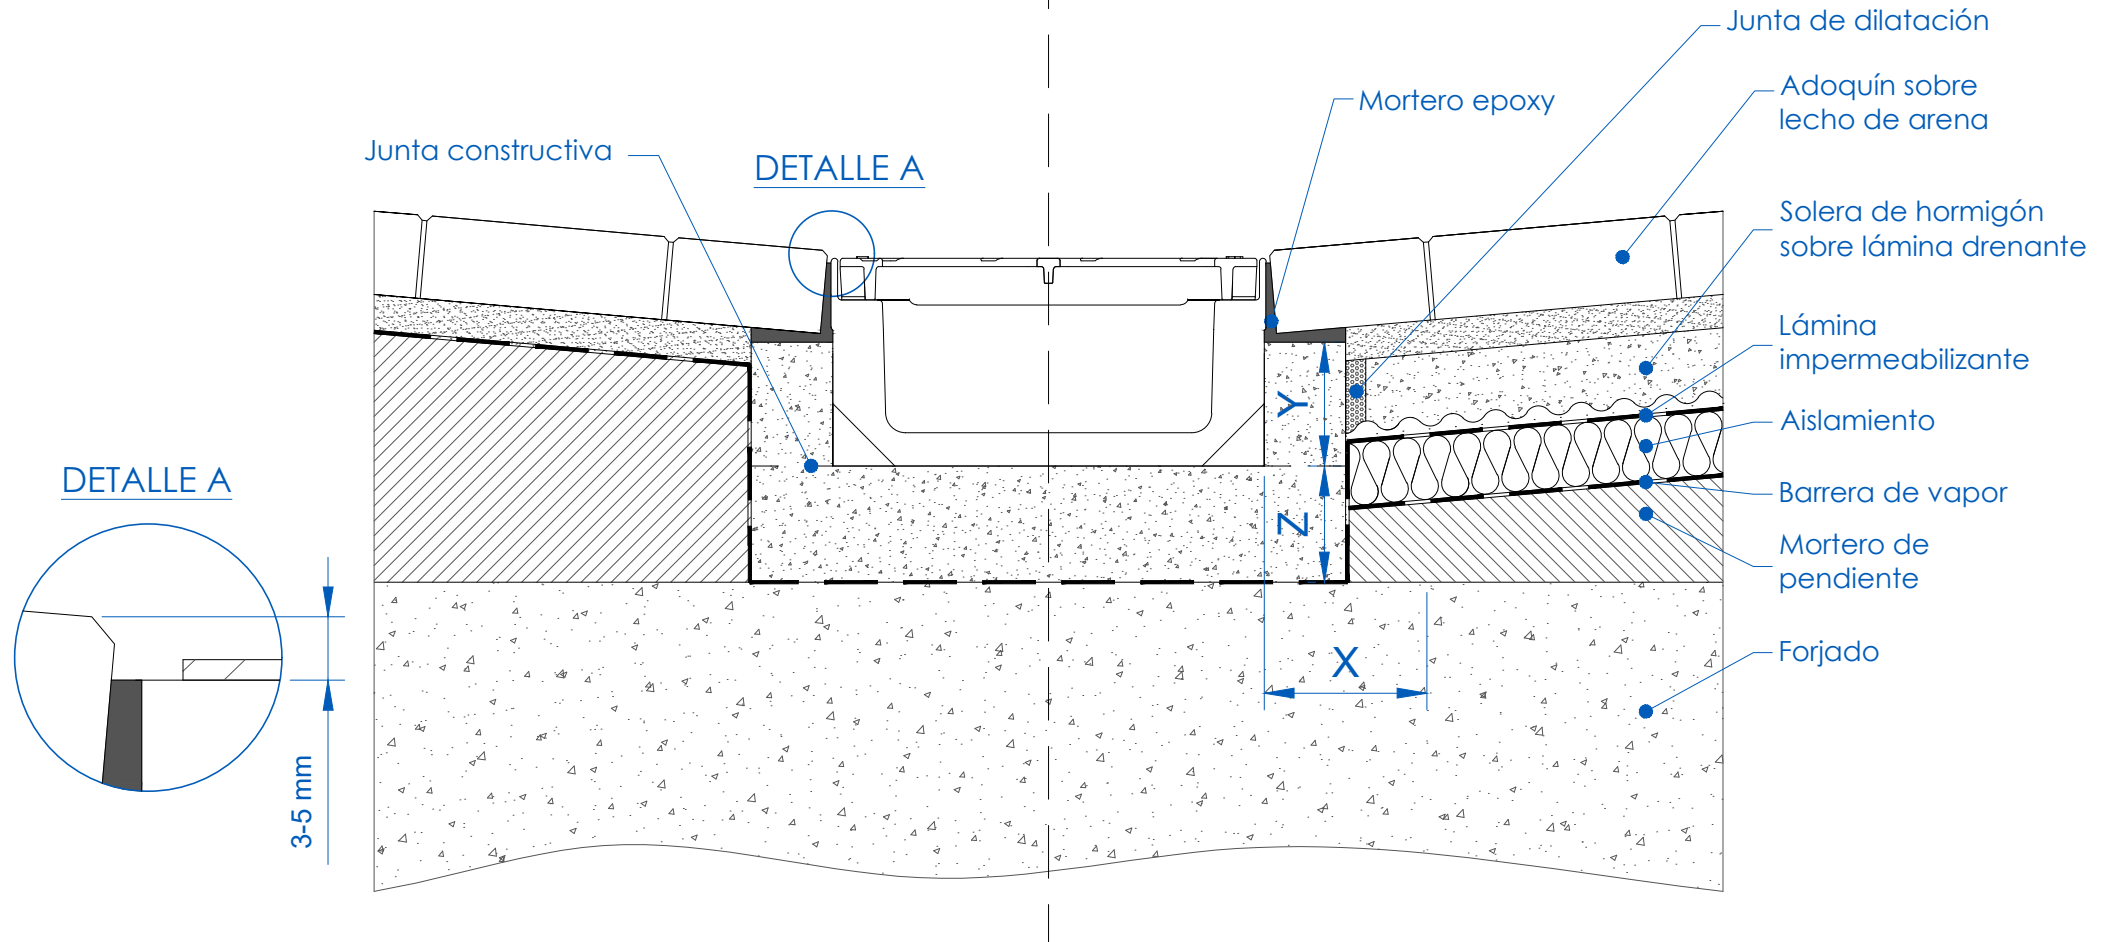 Junta de dilatación
Adoquín sobre
lecho de arena
Mortero epoxy
Junta constructiva
DETALLE A
Solera de hormigón
sobre lámina drenante
Lámina
impermeabilizante
Aislamiento
Barrera de vapor
Mortero de
pendiente
Forjado
Y
Z
X
DETALLE A
3-5 mm